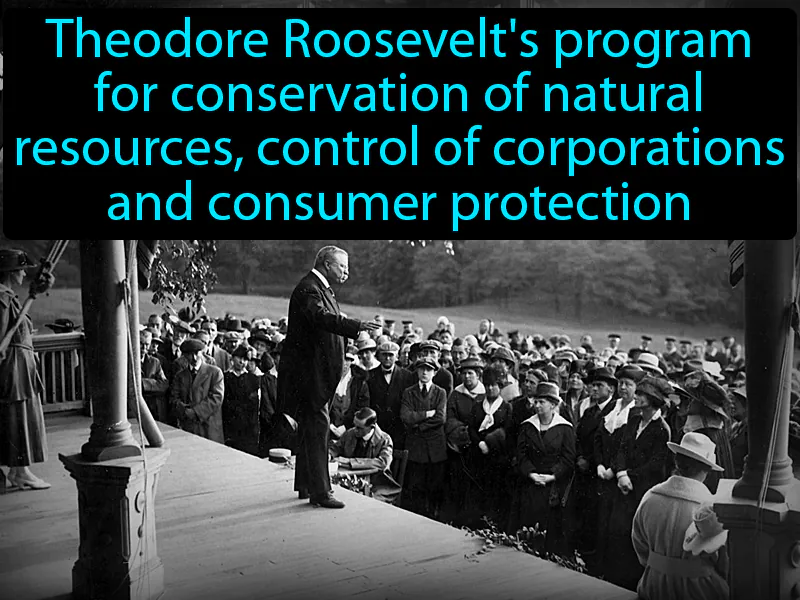 Theodore Roosevelt's program
for conservation of natural
resources, control of corporations
and consumer protection